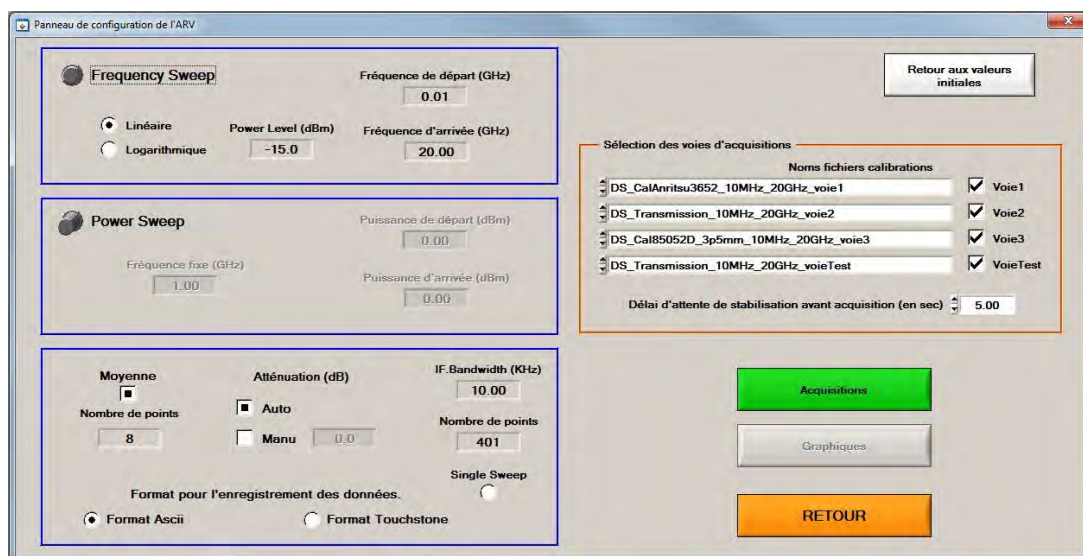 Panneau de configuration de l'ARV
Frequency Sweep
Fréquence de départ (GHz)
0.01
Linéaire
Logarithmique
Power Level (dBm)
-15.0
Fréquence d'arrivée (GHz)
20.00
Power Sweep
Puissance de départ (dBm)
0.00
Fréquence fixe (GHz)
1.00
Puissance d'arrivée (dBm)
0.00
Moyenne
Nombre de points
8
Atténuation (dB)
Auto
Manu
0.0
IF.Bandwidth (KHz)
10.00
Nombre de points
401
Single Sweep
Format pour l'enregistrement des données.
Format Ascii
Format Touchstone
Retour aux valeurs
initiales
Sélection des voies d'acquisitions
Noms fichiers calibrations
DS_CalAnritsu3652_10MHz_20GHz_voie1 Voie1
DS_Transmission_10MHz_20GHz_voie2 Voie2
DS_Cal85052D_3p5mm_10MHz_20GHz_voie3 Voie3
DS_Transmission_10MHz_20GHz_voieTest VoieTest
Délai d'attente de stabilisation avant acquisition (en sec) 5.00
Acquisitions
Graphiques
RETOUR